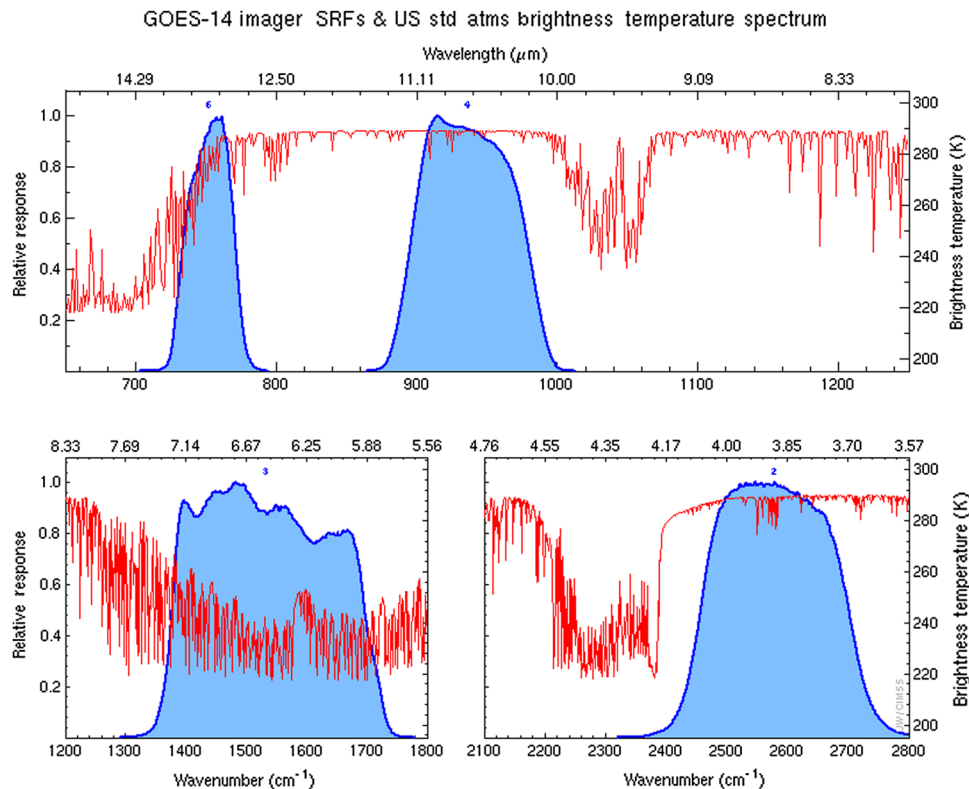 GOES-14 imager SRFs & US std atms brightness temperature spectrum
Wavelength (μm)
14.29 12.50 11.11 10.00 9.09 8.33
6 4
Relative response
1.0 0.8 0.6 0.4 0.2
Brightness temperature (K)
300 280 260 240 220 200
700 800 900 1000 1100 1200
8.33 7.69 7.14 6.67 6.25 5.88 5.56
3
Relative response
1.0 0.8 0.6 0.4 0.2
1200 1300 1400 1500 1600 1700 1800
Wavenumber (cm⁻¹)
4.76 4.55 4.35 4.17 4.00 3.85 3.70 3.57
2
Brightness temperature (K)
300 280 260 240 220 200
UW/CIMSS
2100 2200 2300 2400 2500 2600 2700 2800
Wavenumber (cm⁻¹)